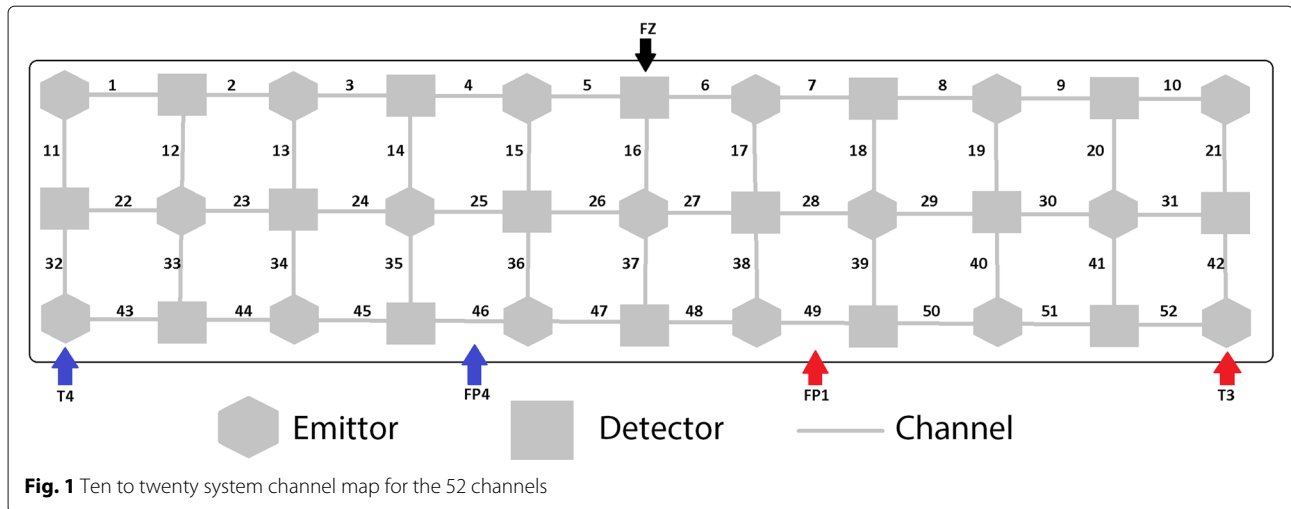 FZ
1 2 3 4 5 6 7 8 9 10
11 12 13 14 15 16 17 18 19 20 21
22 23 24 25 26 27 28 29 30 31
32 33 34 35 36 37 38 39 40 41 42
43 44 45 46 47 48 49 50 51 52
T4 FP4 FP1 T3
Emittor Detector Channel
Fig. 1 Ten to twenty system channel map for the 52 channels